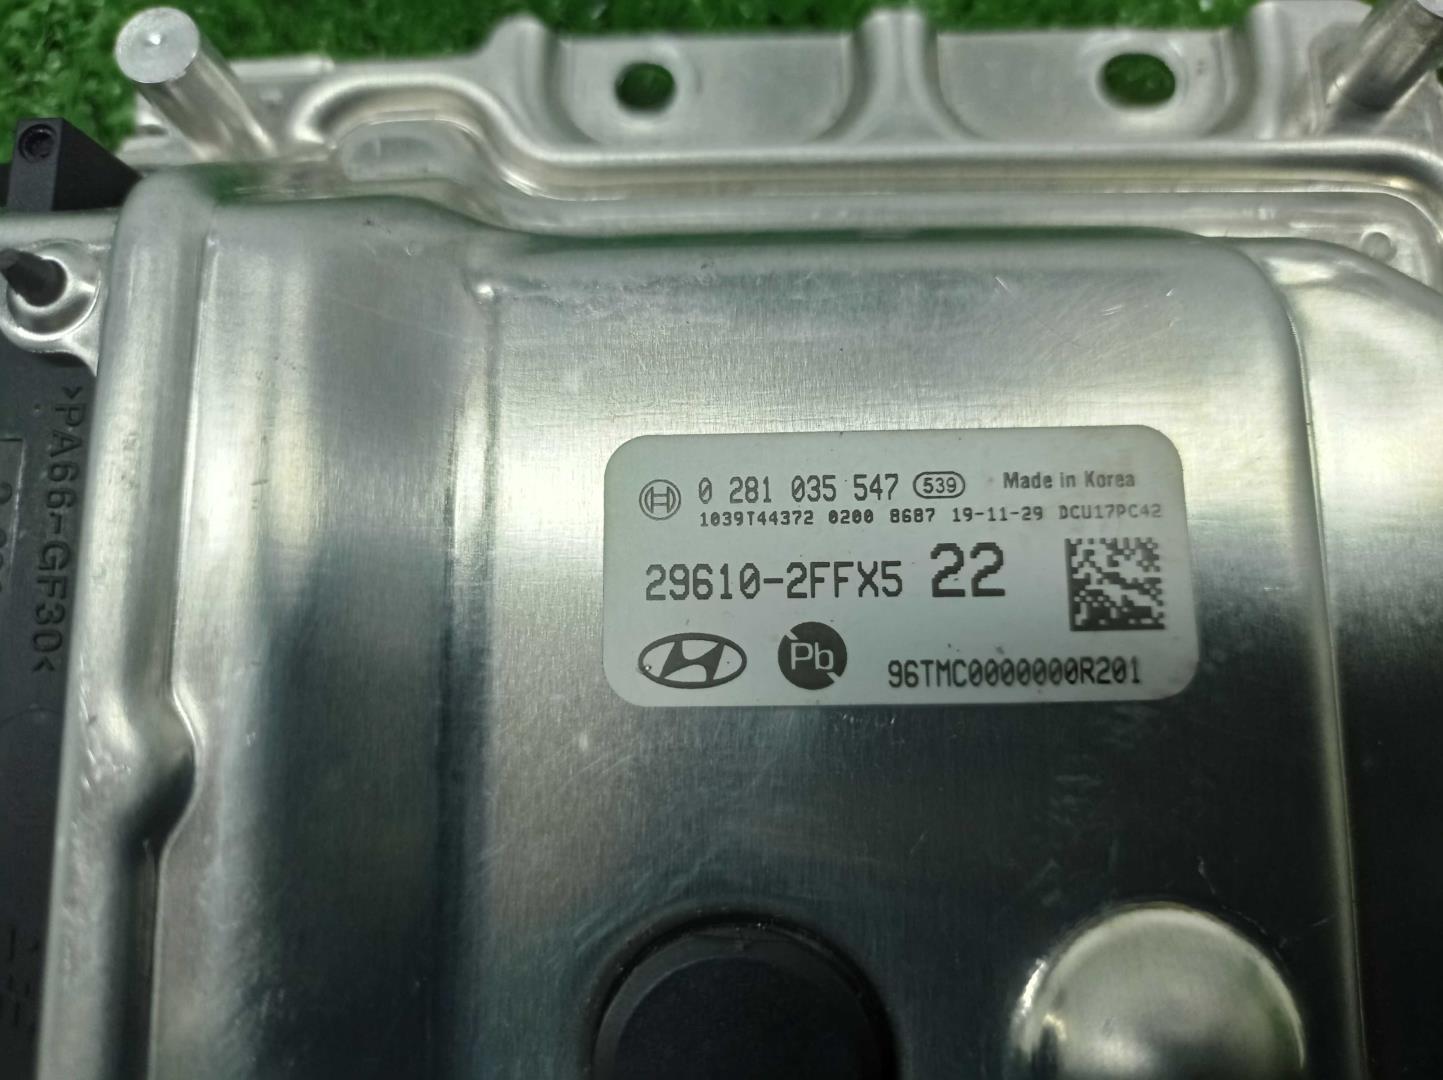 >PA66-GF30<
0 281 035 547 539 Made in Korea
1039T44372 0200 8687 19-11-29 DCU17PC42
29610-2FFX5 22
Pb 96TMC0000000R201